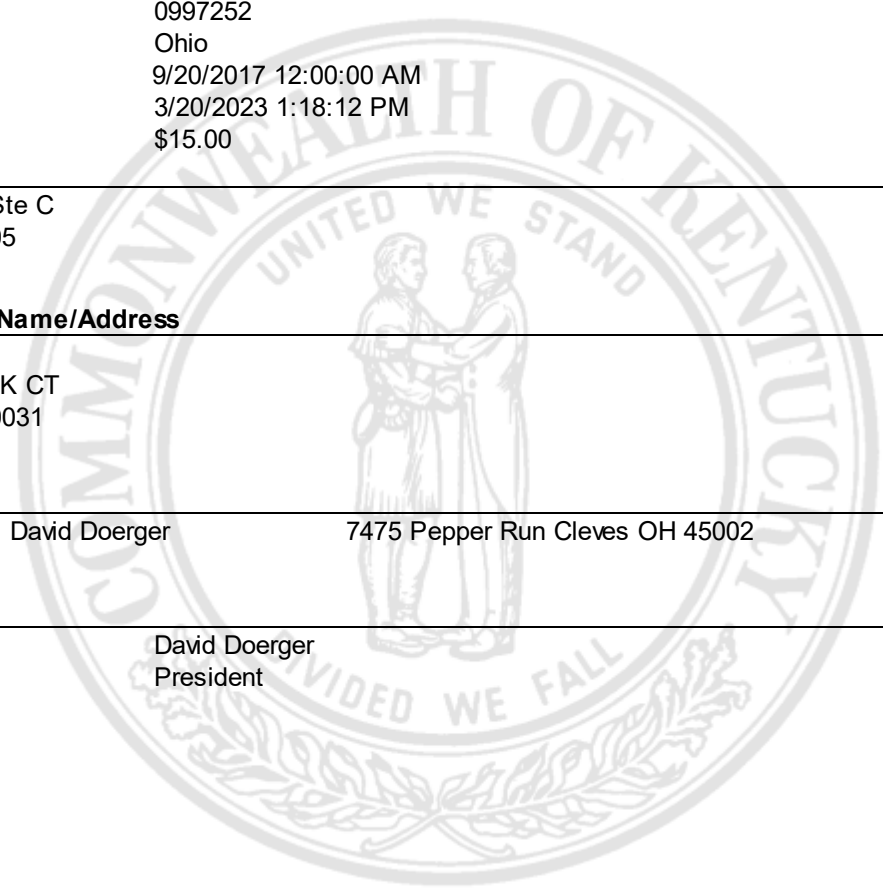 0997252
Ohio
9/20/2017 12:00:00 AM
3/20/2023 1:18:12 PM
$15.00
Ste C
05
Name/Address
K CT
0031
David Doerger 7475 Pepper Run Cleves OH 45002
David Doerger
President
COMMONWEALTH OF KENTUCKY
UNITED WE STAND
DIVIDED WE FALL